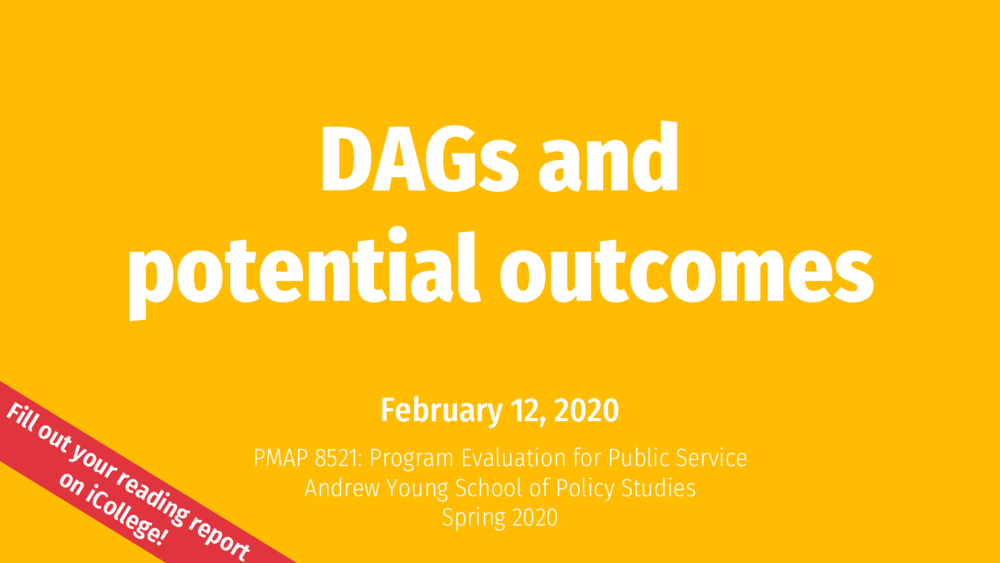 DAGs and
potential outcomes
February 12, 2020
PMAP 8521: Program Evaluation for Public Service
Andrew Young School of Policy Studies
Spring 2020
Fill out your reading report
on iCollege!